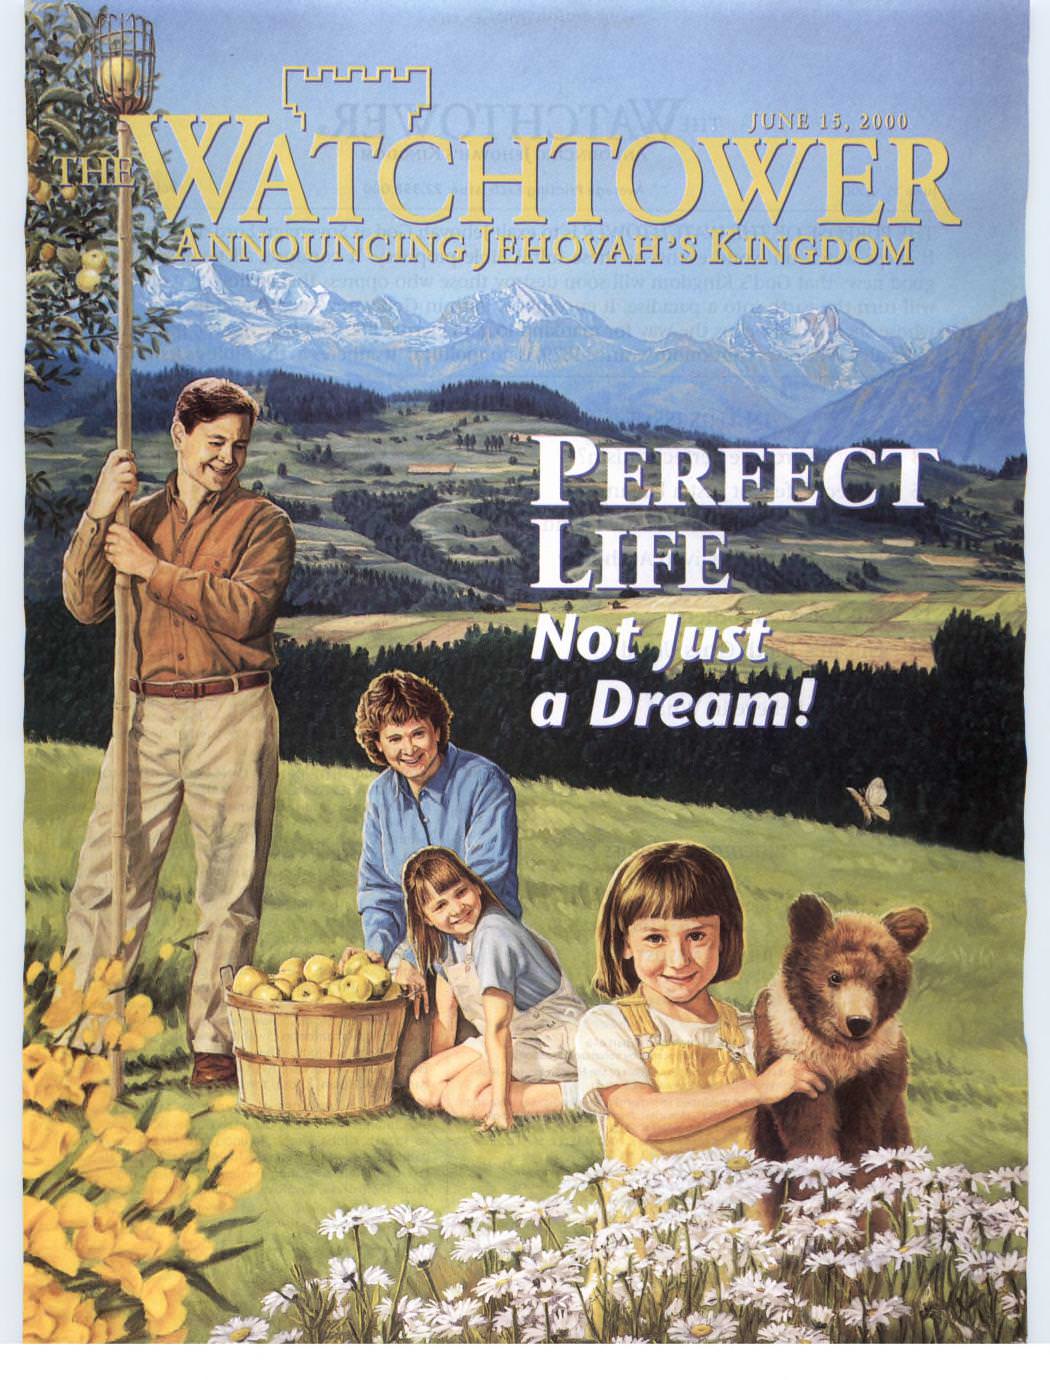 JUNE 15, 2000
THE WATCHTOWER
ANNOUNCING JEHOVAH'S KINGDOM
PERFECT
LIFE
Not Just
a Dream!